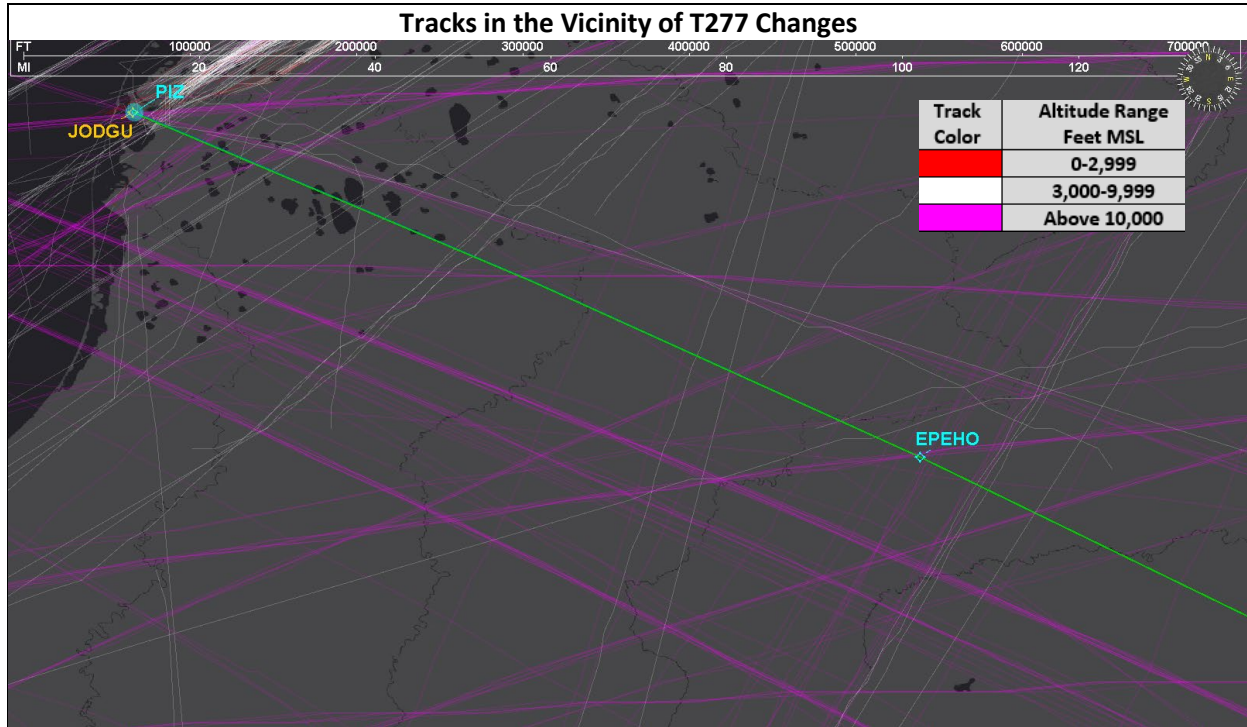 Tracks in the Vicinity of T277 Changes
FT 100000 200000 300000 400000 500000 600000 700000
MI 20 40 60 80 100 120
PIZ
JODGU
Track Color Altitude Range Feet MSL
0-2,999
3,000-9,999
Above 10,000
EPEHO